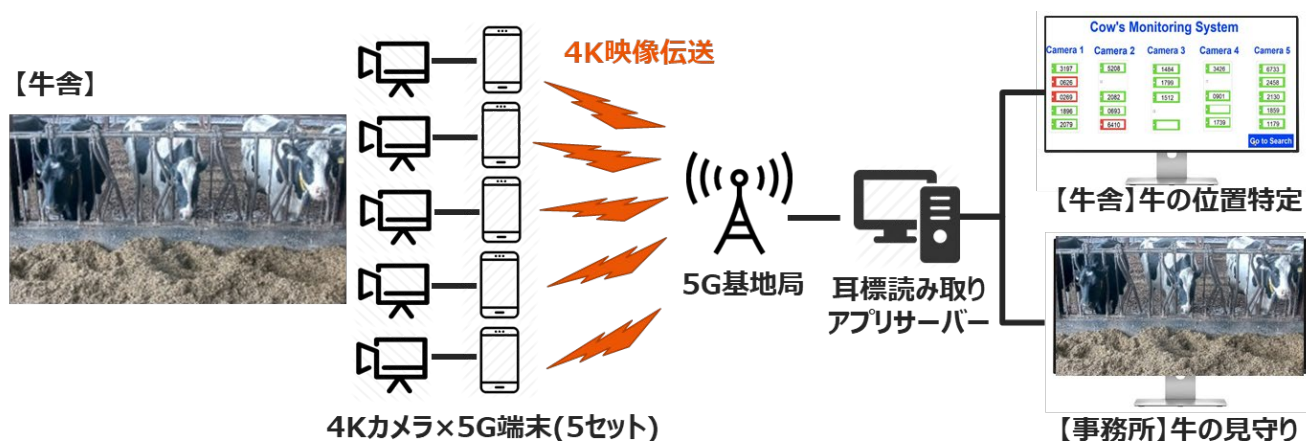 【牛舎】
4K映像伝送
4Kカメラ×5G端末(5セット)
5G基地局
耳標読み取り
アプリサーバー
Cow's Monitoring System
Camera 1 Camera 2 Camera 3 Camera 4 Camera 5
3197 5208 1484 3426 6733
0626 1799 2458
0269 2082 1512 0901 2130
1896 0693 1859
2079 6410 1739 1179
Go to Search
【牛舎】牛の位置特定
【事務所】牛の見守り